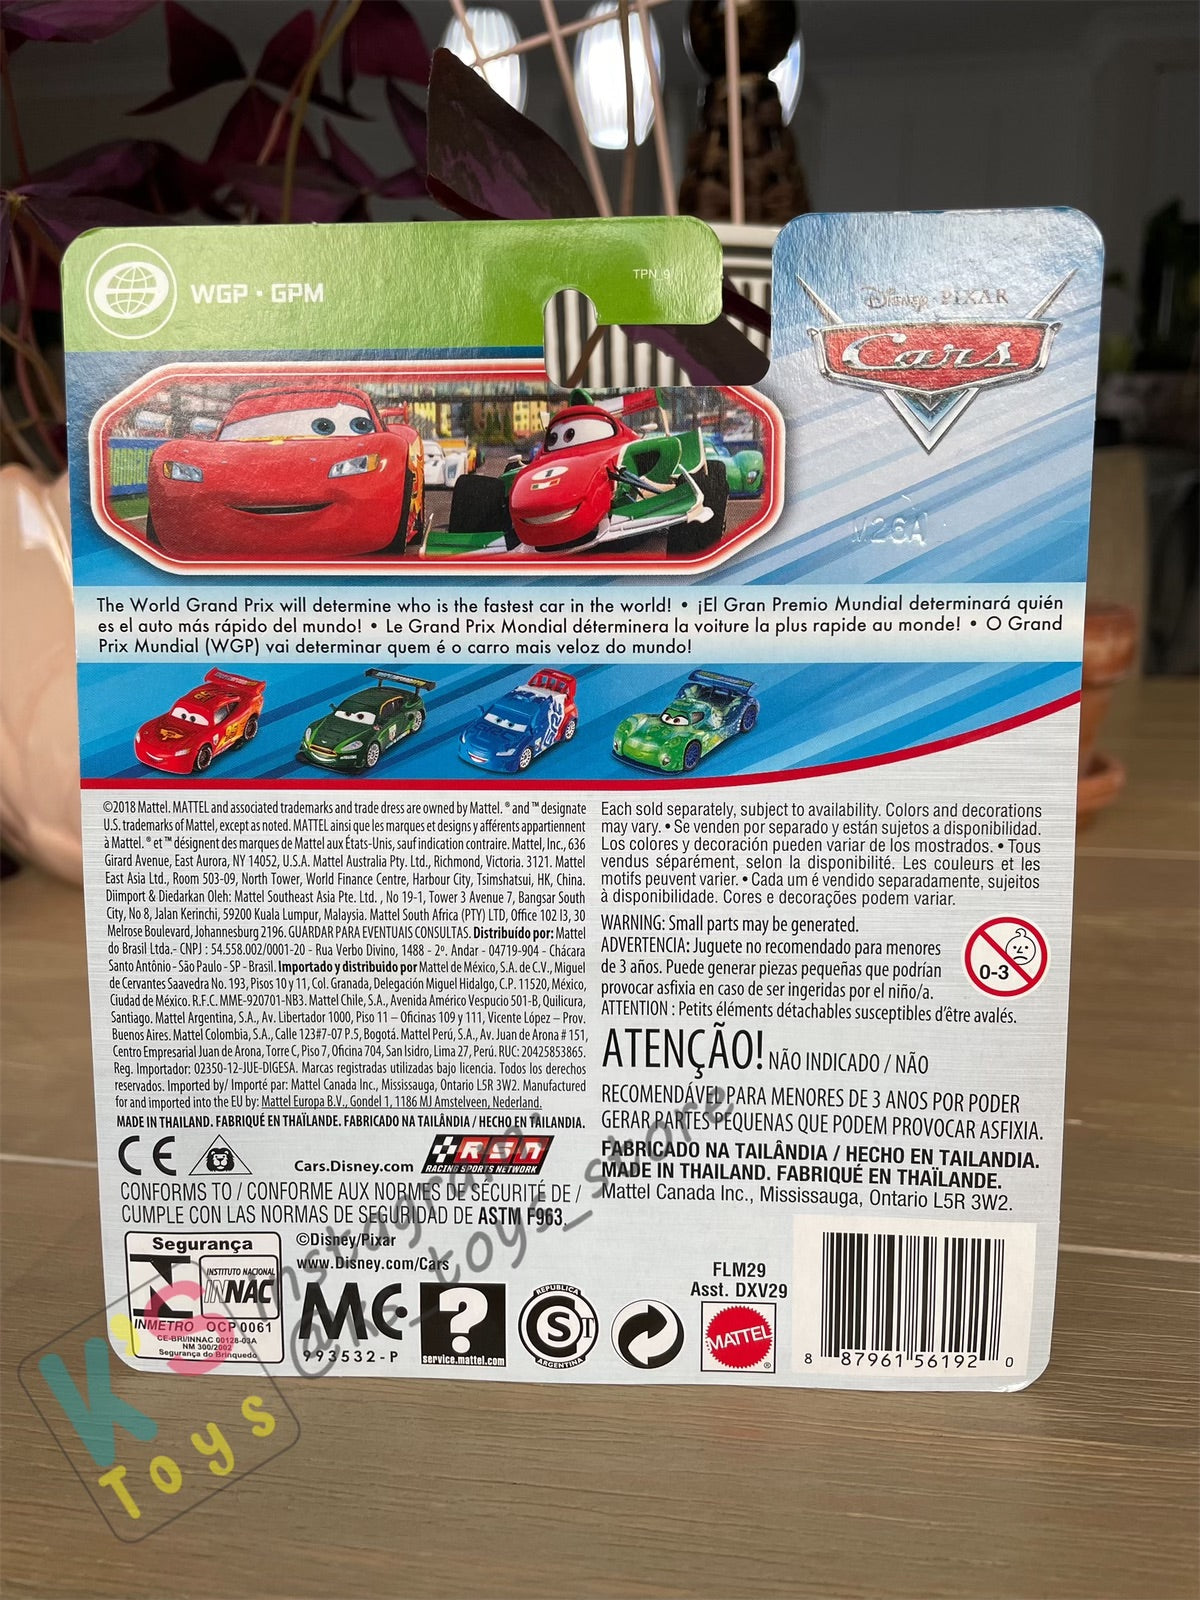 WGP • GPM
TPN 9
Disney • PIXAR
Cars
M26A
The World Grand Prix will determine who is the fastest car in the world! • ¡El Gran Premio Mundial determinará quién
es el auto más rápido del mundo! • Le Grand Prix Mondial déterminera la voiture la plus rapide au monde! • O Grand
Prix Mundial (WGP) vai determinar quem é o carro mais veloz do mundo!
©2018 Mattel. MATTEL and associated trademarks and trade dress are owned by Mattel. ® and ™ designate
U.S. trademarks of Mattel, except as noted. MATTEL ainsi que les marques et designs y afférents appartiennent
à Mattel. ® et ™ désignent des marques de Mattel aux États-Unis, sauf indication contraire. Mattel, Inc., 636
Girard Avenue, East Aurora, NY 14052, U.S.A. Mattel Australia Pty. Ltd., Richmond, Victoria. 3121. Mattel
East Asia Ltd., Room 503-09, North Tower, World Finance Centre, Harbour City, Tsimshatsui, HK, China.
Diimport & Diedarkan Oleh: Mattel Southeast Asia Pte. Ltd. , No 19-1, Tower 3 Avenue 7, Bangsar South
City, No 8, Jalan Kerinchi, 59200 Kuala Lumpur, Malaysia. Mattel South Africa (PTY) LTD, Office 102 I3, 30
Melrose Boulevard, Johannesburg 2196. GUARDAR PARA EVENTUAIS CONSULTAS. Distribuído por: Mattel
do Brasil Ltda.- CNPJ : 54.558.002/0001-20 - Rua Verbo Divino, 1488 - 2º. Andar - 04719-904 - Chácara
Santo Antônio - São Paulo - SP - Brasil. Importado y distribuido por Mattel de México, S.A. de C.V., Miguel
de Cervantes Saavedra No. 193, Pisos 10 y 11, Col. Granada, Delegación Miguel Hidalgo, C.P. 11520, México,
Ciudad de México. R.F.C. MME-920701-NB3. Mattel Chile, S.A., Avenida Américo Vespucio 501-B, Quilicura,
Santiago. Mattel Argentina, S.A., Av. Libertador 1000, Piso 11 – Oficinas 109 y 111, Vicente López – Prov.
Buenos Aires. Mattel Colombia, S.A., Calle 123#7-07 P.5, Bogotá. Mattel Perú, S.A., Av. Juan de Arona # 151,
Centro Empresarial Juan de Arona, Torre C, Piso 7, Oficina 704, San Isidro, Lima 27, Perú. RUC: 20425853865.
Reg. Importador: 02350-12-JUE-DIGESA. Marcas registradas utilizadas bajo licencia. Todos los derechos
reservados. Imported by/ Importé par: Mattel Canada Inc., Mississauga, Ontario L5R 3W2. Manufactured
for and imported into the EU by: Mattel Europa B.V., Gondel 1, 1186 MJ Amstelveen, Nederland.
MADE IN THAILAND. FABRIQUÉ EN THAÏLANDE. FABRICADO NA TAILÂNDIA / HECHO EN TAILANDIA.
CE
Cars.Disney.com
RSN
RACING SPORTS NETWORK
CONFORMS TO / CONFORME AUX NORMES DE SÉCURITÉ DE /
CUMPLE CON LAS NORMAS DE SEGURIDAD DE ASTM F963.
Segurança
INSTITUTO NACIONAL
INNAC
INMETRO OCP 0061
CE-BRI/INNAC 00128-03A
NM 300/2002
Segurança do Brinquedo
©Disney/Pixar
www.Disney.com/Cars
993532-P
?
service.mattel.com
REPUBLICA
ARGENTINA
Each sold separately, subject to availability. Colors and decorations
may vary. • Se venden por separado y están sujetos a disponibilidad.
Los colores y decoración pueden variar de los mostrados. • Tous
vendus séparément, selon la disponibilité. Les couleurs et les
motifs peuvent varier. • Cada um é vendido separadamente, sujeitos
à disponibilidade. Cores e decorações podem variar.
WARNING: Small parts may be generated.
ADVERTENCIA: Juguete no recomendado para menores
de 3 años. Puede generar piezas pequeñas que podrían
provocar asfixia en caso de ser ingeridas por el niño/a.
ATTENTION : Petits éléments détachables susceptibles d'être avalés.
0-3
ATENÇÃO! NÃO INDICADO / NÃO
RECOMENDÁVEL PARA MENORES DE 3 ANOS POR PODER
GERAR PARTES PEQUENAS QUE PODEM PROVOCAR ASFIXIA.
FABRICADO NA TAILÂNDIA / HECHO EN TAILANDIA.
MADE IN THAILAND. FABRIQUÉ EN THAÏLANDE.
Mattel Canada Inc., Mississauga, Ontario L5R 3W2.
FLM29
Asst. DXV29
MATTEL
8 87961 56192 0
Instagram:
@ks_toys_store
K'S
Toys